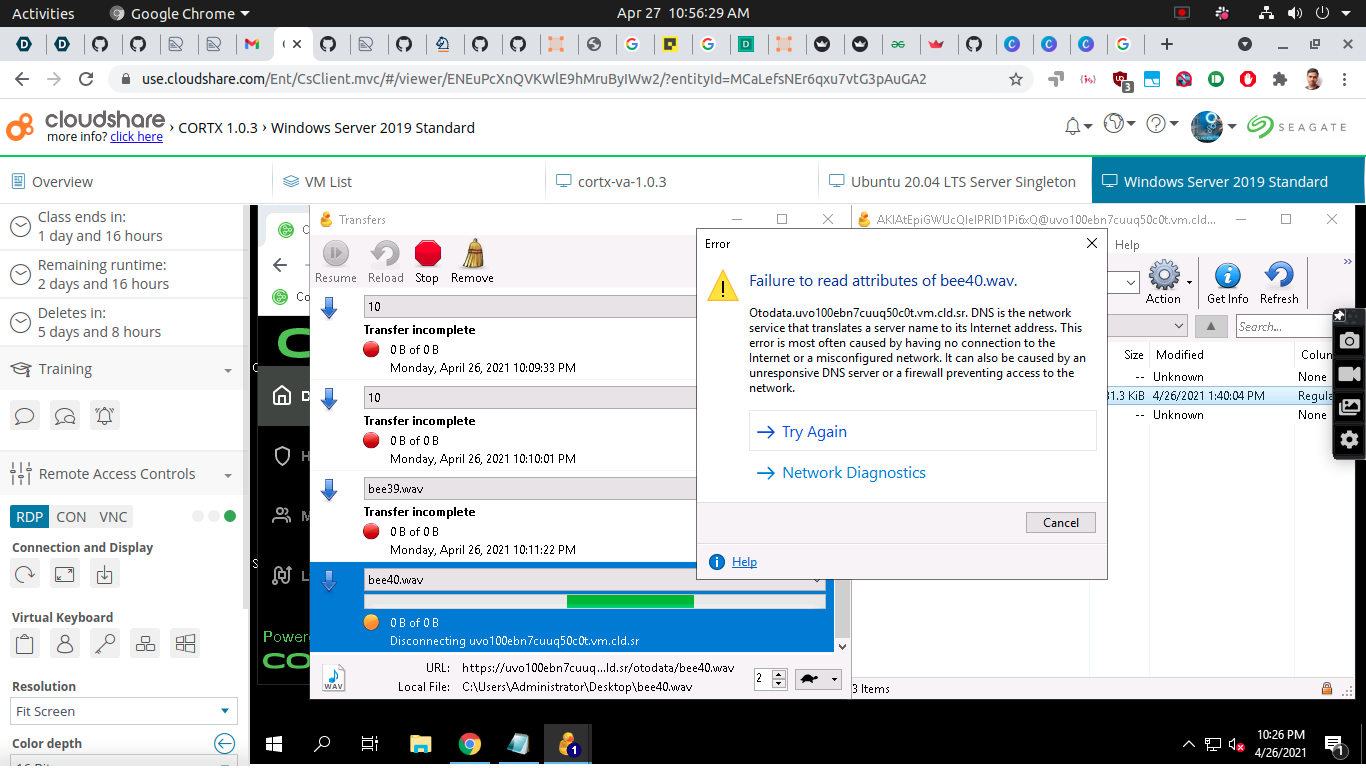 Activities
Google Chrome
Apr 27 10:56:29 AM
use.cloudshare.com/Ent/CsClient.mvc/#/viewer/ENEuPcXnQVKWlE9hMruByIWw2/?entityId=MCaLefsNEr6qxu7vtG3pAuGA2
3
cloudshare
more info? click here
› CORTX 1.0.3 › Windows Server 2019 Standard
SEAGATE
Overview
VM List
cortx-va-1.0.3
Ubuntu 20.04 LTS Server Singleton
Windows Server 2019 Standard
Class ends in:
1 day and 16 hours
Remaining runtime:
2 days and 16 hours
Deletes in:
5 days and 8 hours
Training
Remote Access Controls
RDP
CON
VNC
Connection and Display
Virtual Keyboard
Resolution
Fit Screen
Color depth
Transfers
Resume
Reload
Stop
Remove
10
Transfer incomplete
0 B of 0 B
Monday, April 26, 2021 10:09:33 PM
10
Transfer incomplete
0 B of 0 B
Monday, April 26, 2021 10:10:01 PM
bee39.wav
Transfer incomplete
0 B of 0 B
Monday, April 26, 2021 10:11:22 PM
bee40.wav
0 B of 0 B
Disconnecting uvo100ebn7cuuq50c0t.vm.cld.sr
URL: https://uvo100ebn7cuuq...ld.sr/otodata/bee40.wav
Local File: C:\Users\Administrator\Desktop\bee40.wav
WAV
2
Powere
AKIAtEpiGWUcQIeIPRlD1Pi6xQ@uvo100ebn7cuuq50c0t.vm.cld...
Help
Action
Get Info
Refresh
Search...
Size
Modified
--
Unknown
None
31.3 KiB
4/26/2021 1:40:04 PM
--
Unknown
None
3 Items
Error
Failure to read attributes of bee40.wav.
Otodata.uvo100ebn7cuuq50c0t.vm.cld.sr. DNS is the network
service that translates a server name to its Internet address. This
error is most often caused by having no connection to the
Internet or a misconfigured network. It can also be caused by an
unresponsive DNS server or a firewall preventing access to the
network.
Try Again
Network Diagnostics
Cancel
Help
1
10:26 PM
4/26/2021
1